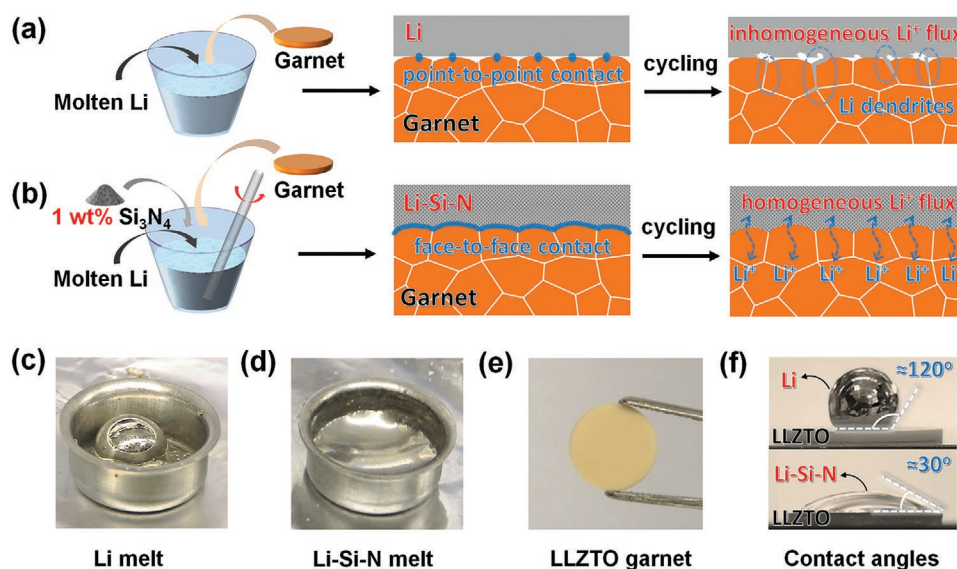 (a)
Garnet
Molten Li
Li
point-to-point contact
Garnet
cycling
inhomogeneous Li⁺ flux
Li dendrites
(b)
1 wt% Si₃N₄
Garnet
Molten Li
Li-Si-N
face-to-face contact
Garnet
cycling
homogeneous Li⁺ flux
Li⁺ Li⁺ Li⁺ Li⁺ Li⁺ Li
(c)
(d)
(e)
(f)
Li
≈120°
LLZTO
Li-Si-N
≈30°
LLZTO
Li melt
Li-Si-N melt
LLZTO garnet
Contact angles